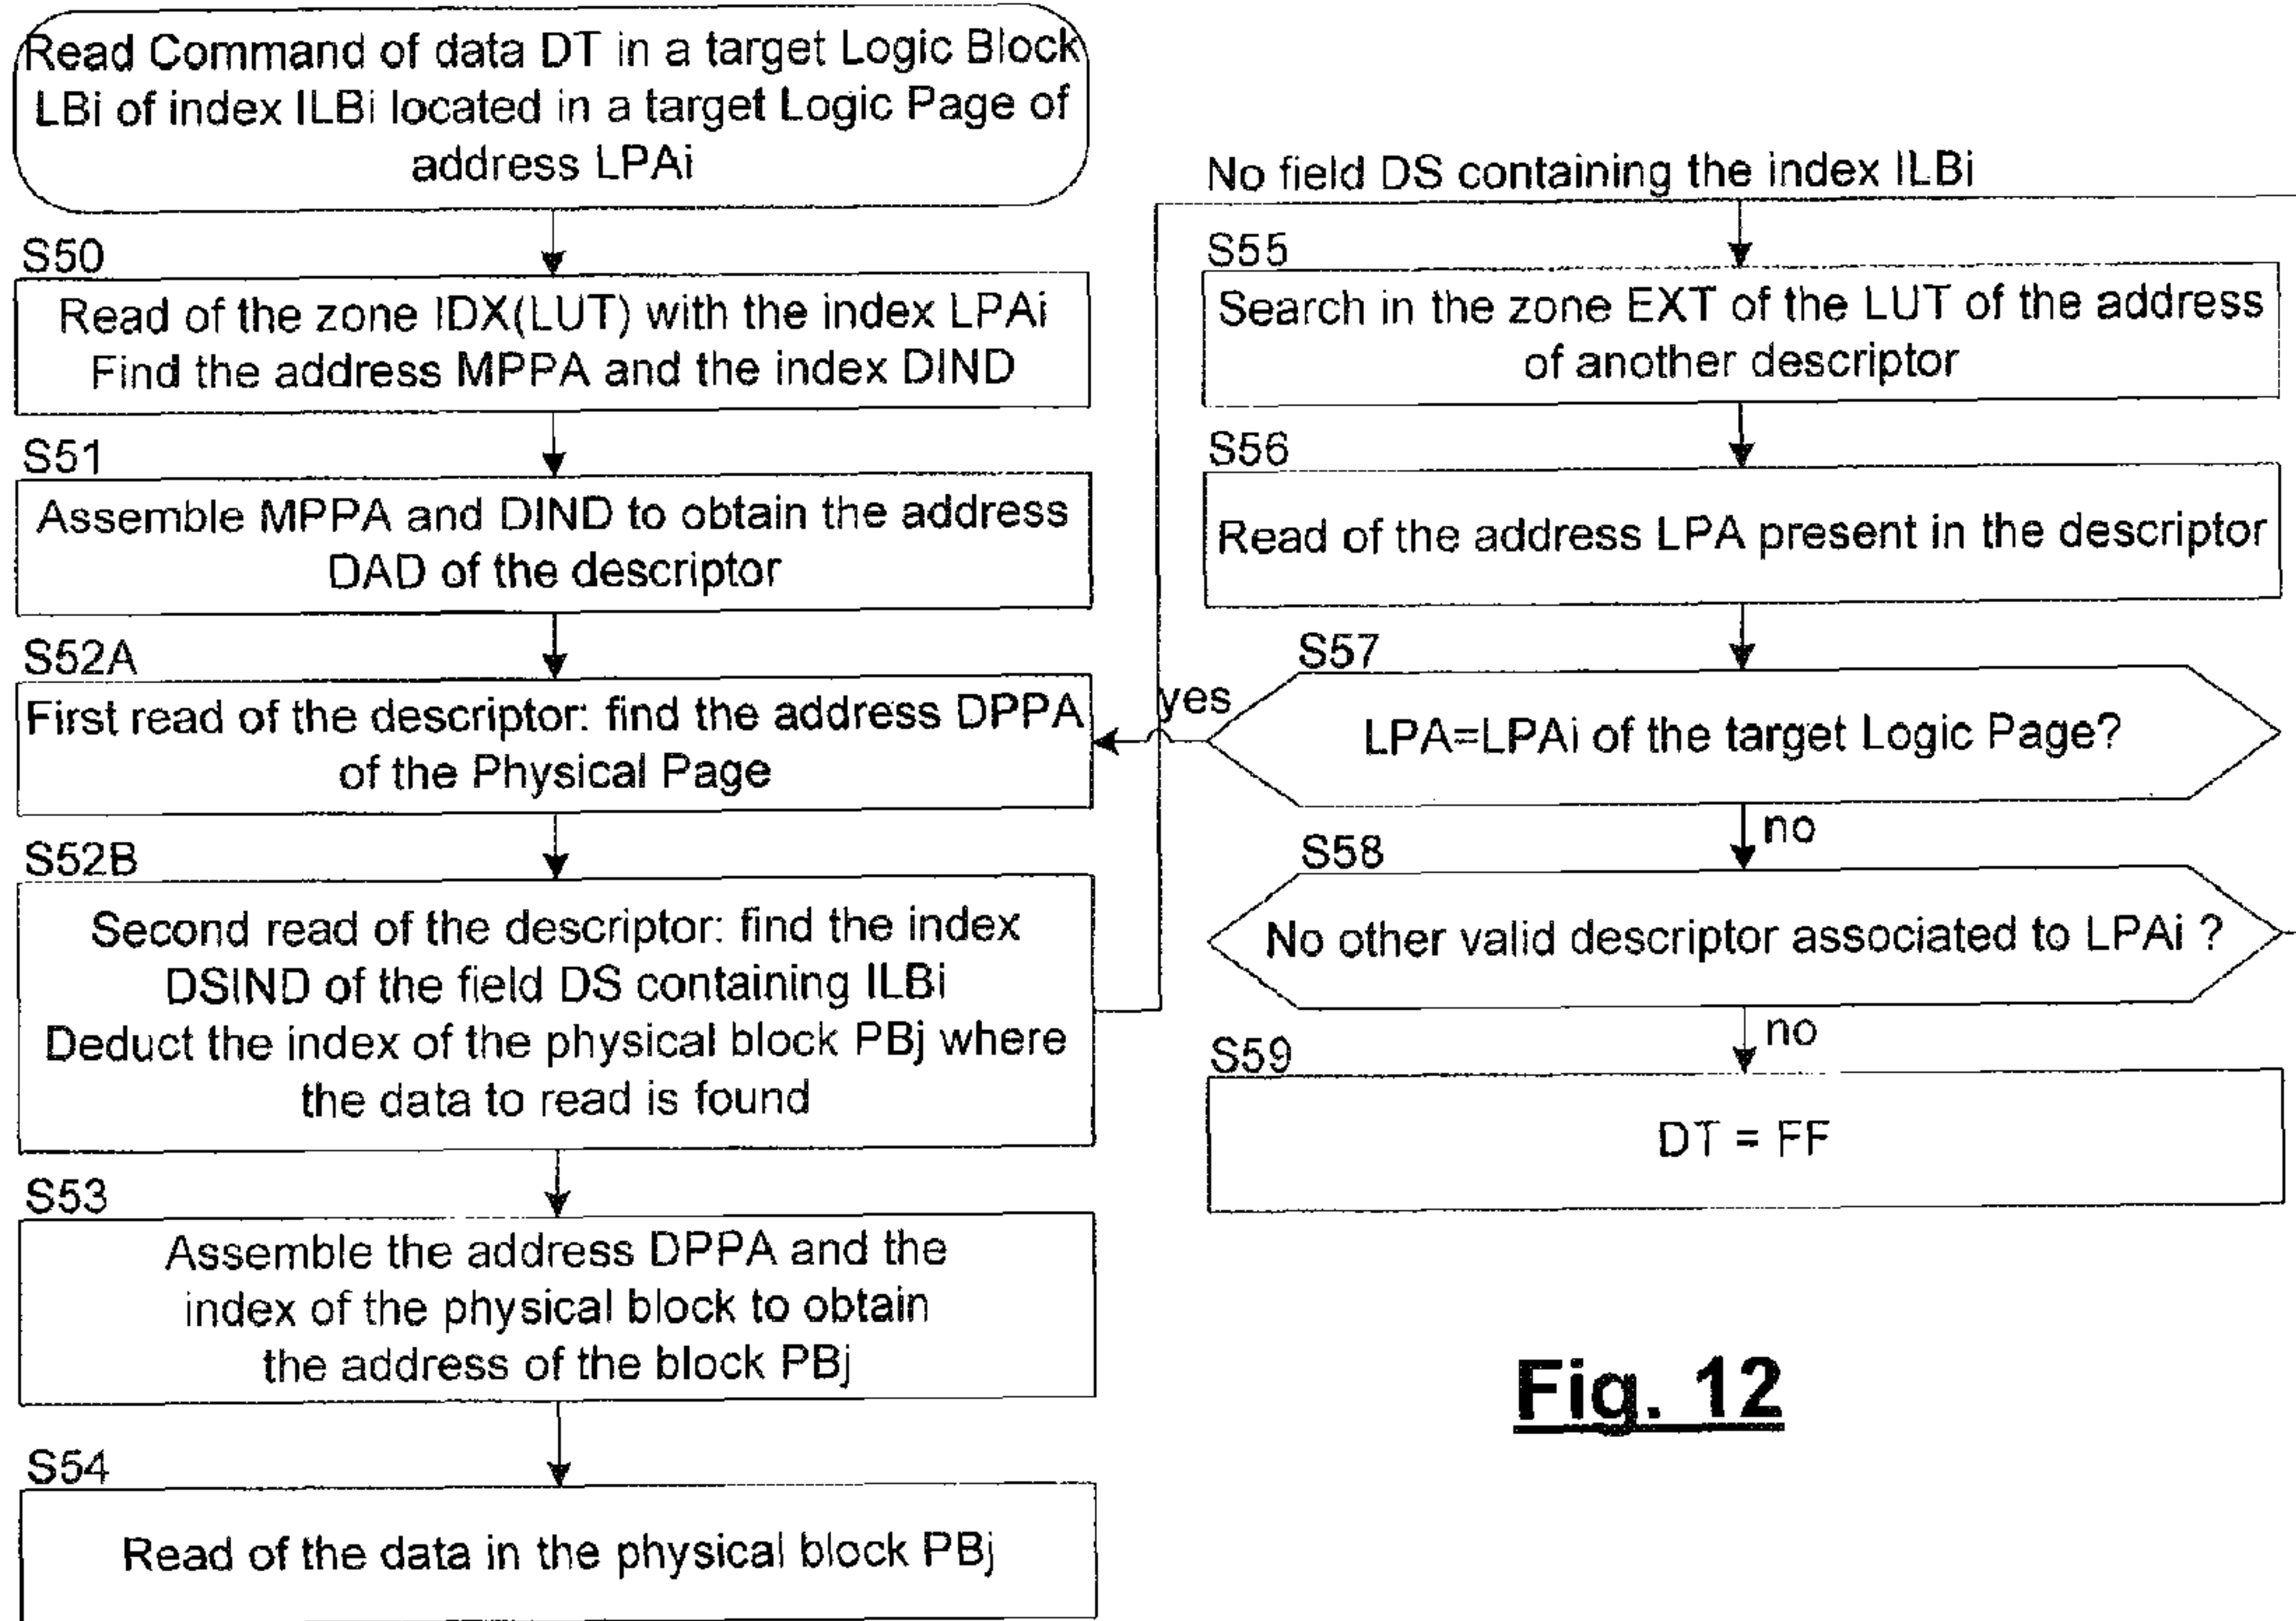 Read Command of data DT in a target Logic Block
LBi of index ILBi located in a target Logic Page of
address LPAi
S50
Read of the zone IDX(LUT) with the index LPAi
Find the address MPPA and the index DIND
S51
Assemble MPPA and DIND to obtain the address
DAD of the descriptor
S52A
First read of the descriptor: find the address DPPA
of the Physical Page
S52B
Second read of the descriptor: find the index
DSIND of the field DS containing ILBi
Deduct the index of the physical block PBj where
the data to read is found
S53
Assemble the address DPPA and the
index of the physical block to obtain
the address of the block PBj
S54
Read of the data in the physical block PBj
No field DS containing the index ILBi
S55
Search in the zone EXT of the LUT of the address
of another descriptor
S56
Read of the address LPA present in the descriptor
S57
yes
LPA=LPAi of the target Logic Page?
no
S58
No other valid descriptor associated to LPAi ?
no
S59
DT = FF
Fig. 12